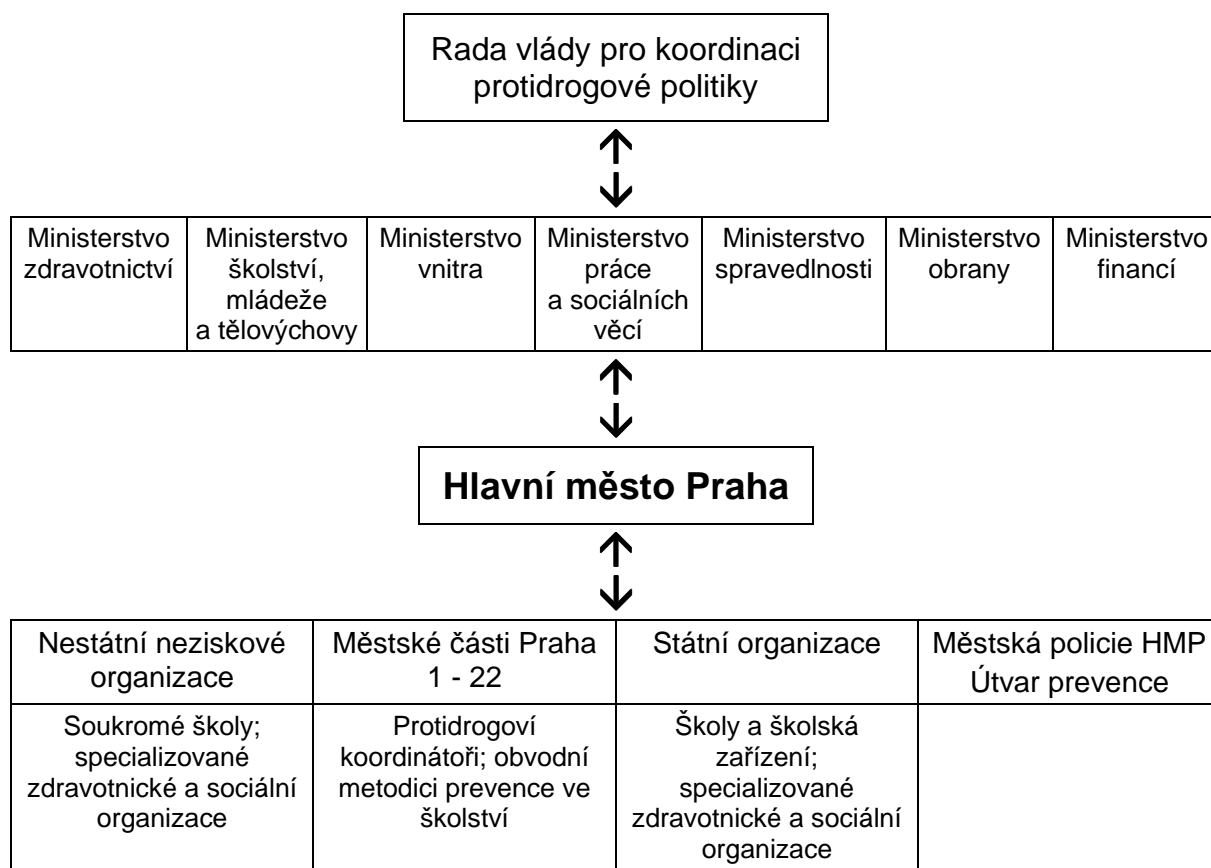 Rada vlády pro koordinaci
protidrogové politiky
Ministerstvo
zdravotnictví
Ministerstvo
školství,
mládeže
a tělovýchovy
Ministerstvo
vnitra
Ministerstvo
práce
a sociálních
věcí
Ministerstvo
spravedlnosti
Ministerstvo
obrany
Ministerstvo
financí
Hlavní město Praha
Nestátní neziskové
organizace
Městské části Praha
1 - 22
Státní organizace
Městská policie HMP
Útvar prevence
Soukromé školy;
specializované
zdravotnické a sociální
organizace
Protidrogoví
koordinátoři; obvodní
metodici prevence ve
školství
Školy a školská
zařízení;
specializované
zdravotnické a sociální
organizace